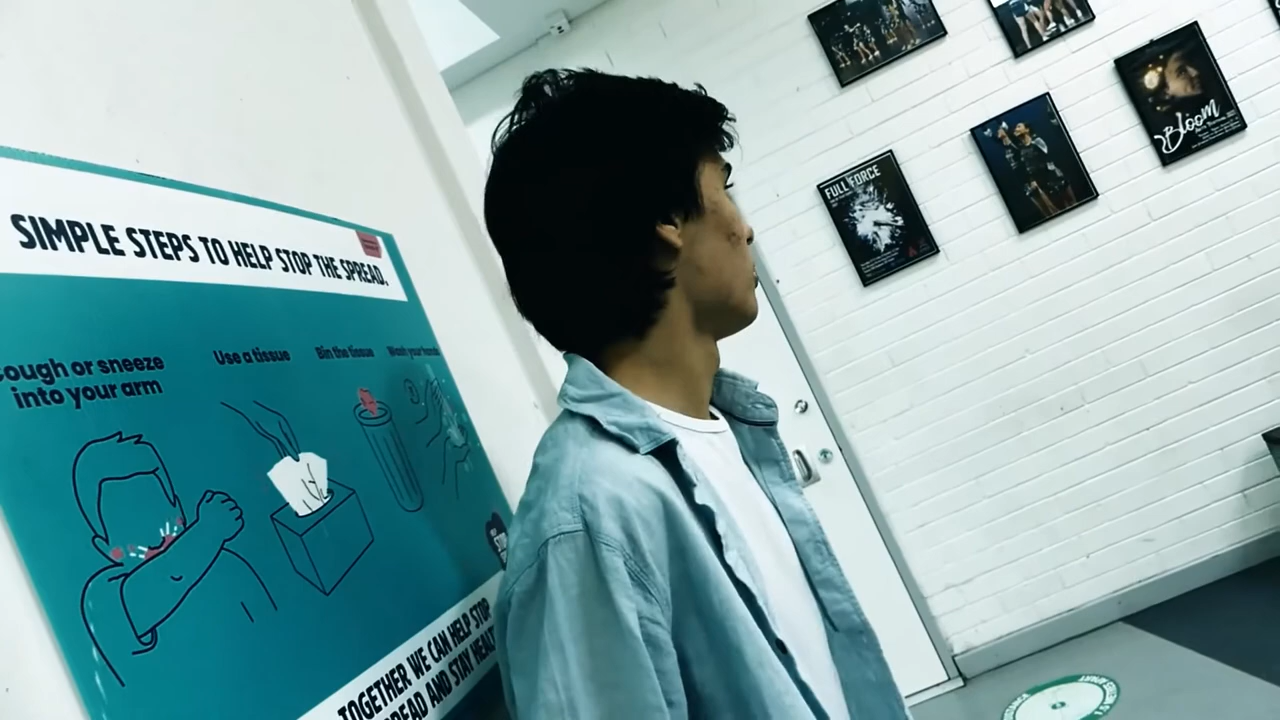 SIMPLE STEPS TO HELP STOP THE SPREAD.
Cough or sneeze
into your arm
Use a tissue
Bin the tissue
Wash your hands
TOGETHER WE CAN HELP STOP
SPREAD AND STAY HEALTHY
FULL FORCE
Bloom